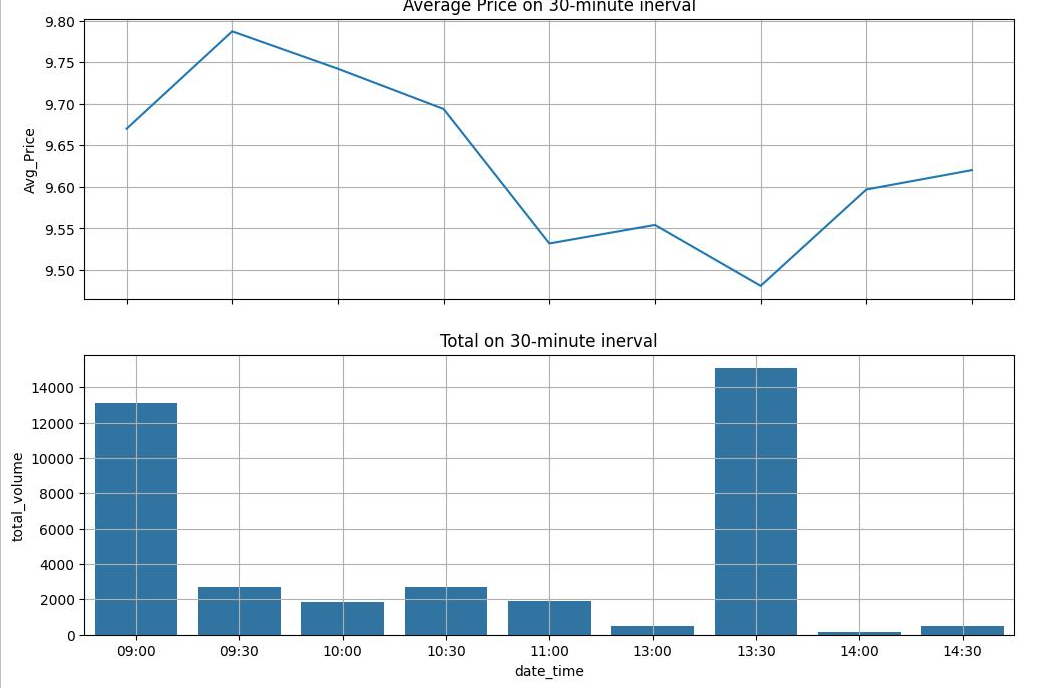 Average Price on 30-minute inerval
9.80
9.75
9.70
9.65
9.60
9.55
9.50
Avg_Price
Total on 30-minute inerval
14000
12000
10000
8000
6000
4000
2000
0
total_volume
09:00 09:30 10:00 10:30 11:00 13:00 13:30 14:00 14:30
date_time